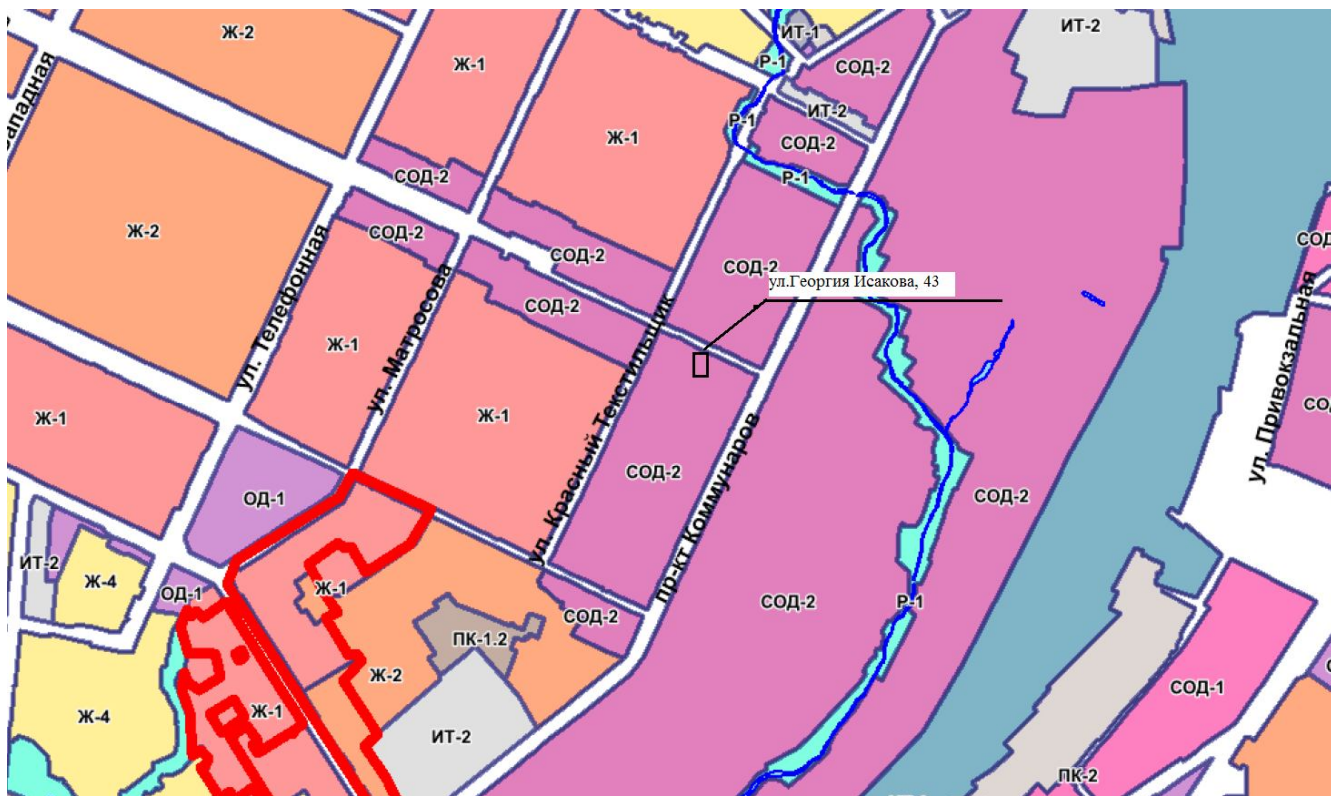 Ж-2
ИТ-1
ИТ-2
Ж-1
СОД-2
Р-1
ИТ-2
Р-1
Ж-1
СОД-2
СОД-2
Р-1
Ж-2
СОД-2
СОД-2
СОД-2
СОД-2
ул.Георгия Исакова, 43
СОД-2
ул. Телефонная
ул. Матросова
ул. Красный Текстильщик
пр-кт Коммунаров
ул. Привокзальная
Ж-1
Ж-1
Ж-1
СОД-2
ОД-1
СОД-2
ИТ-2
Ж-4
ОД-1
Ж-1
СОД-2
СОД-2
Р-1
ПК-1.2
Ж-2
Ж-4
Ж-1
ИТ-2
СОД-1
ПК-2